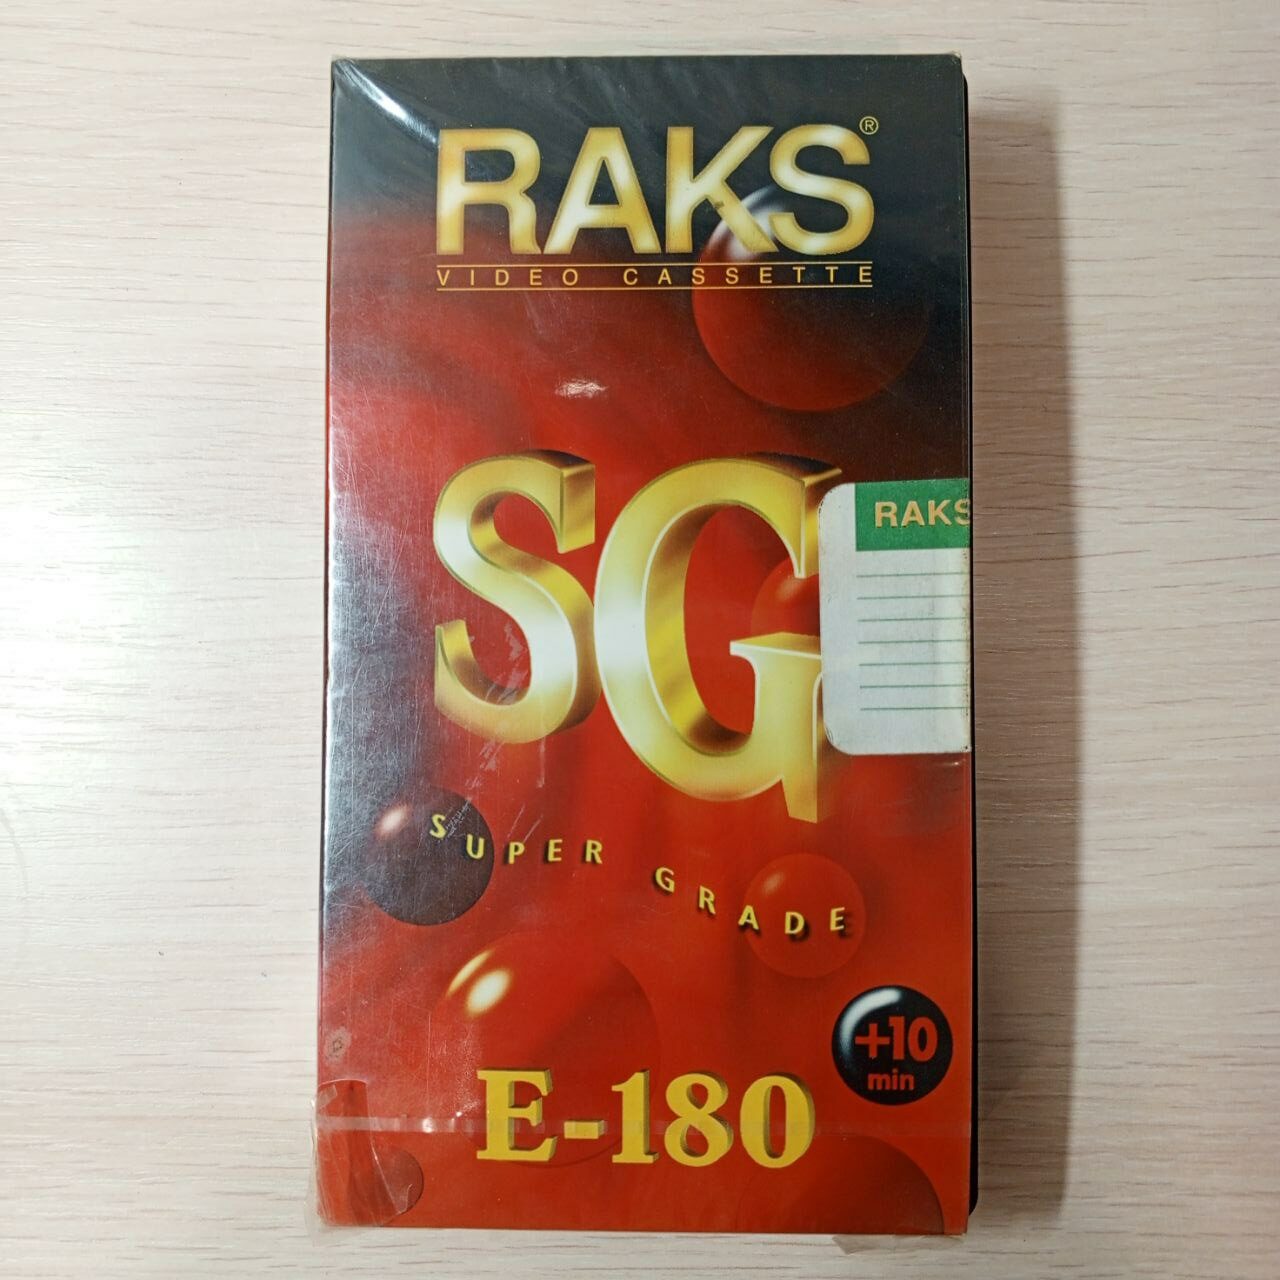 RAKS®
VIDEO CASSETTE
SG
RAKS
SUPER GRADE
+10
min
E-180